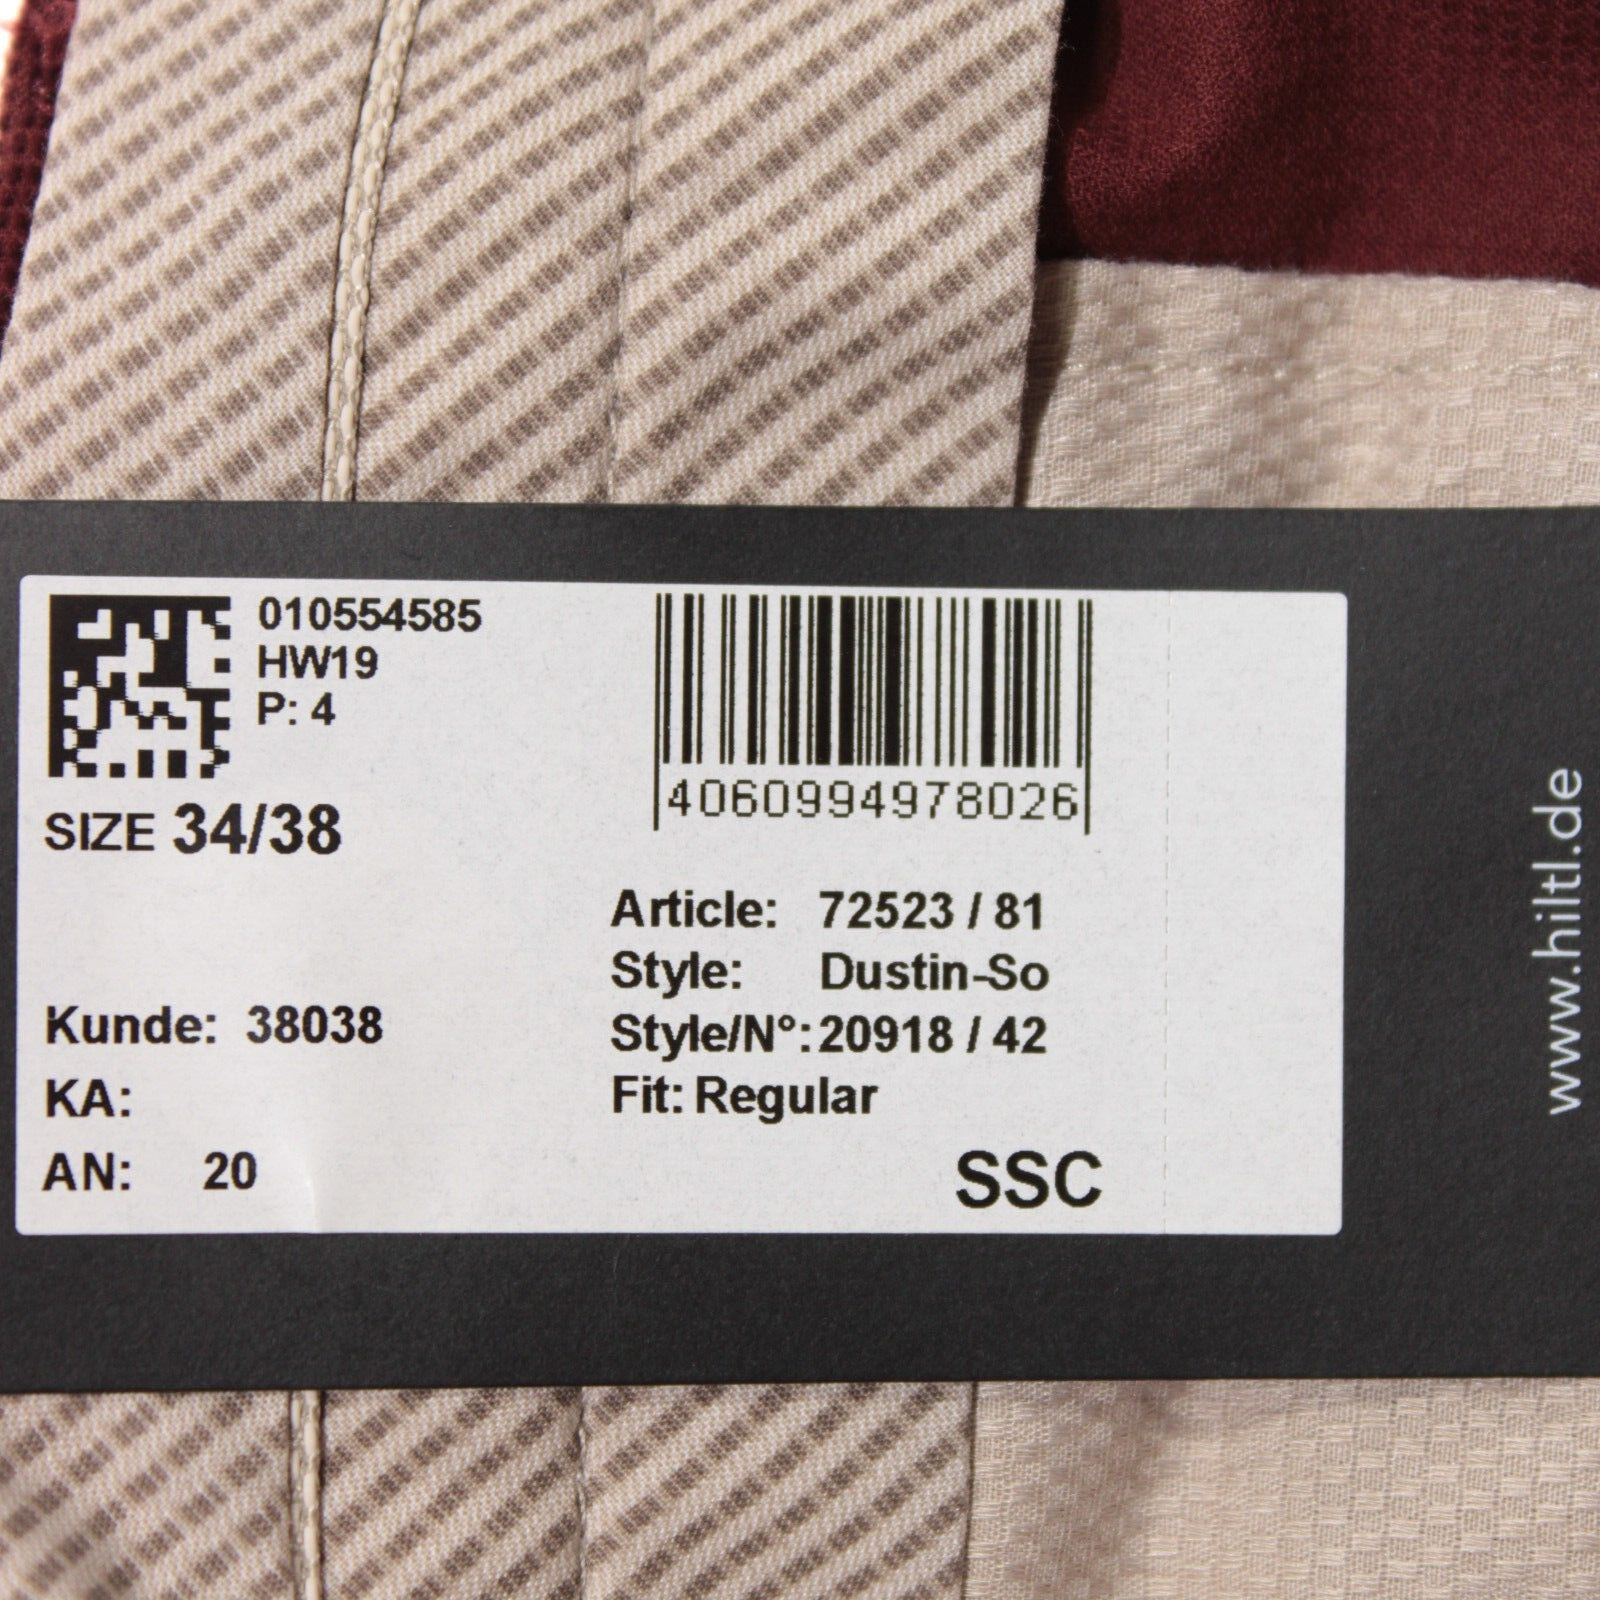 010554585
HW19
P: 4
SIZE 34/38
4060994978026
Article: 72523 / 81
Style: Dustin-So
Style/N°: 20918 / 42
Fit: Regular
Kunde: 38038
KA:
AN: 20
SSC
www.hiltl.de